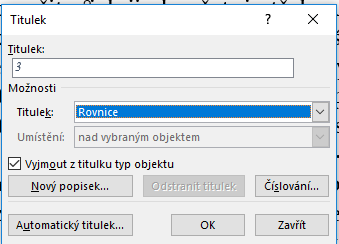 Titulek
Titulek:
3
Možnosti
Titulek: Rovnice
Umístění: nad vybraným objektem
Vyjmout z titulku typ objektu
Nový popisek... Odstranit titulek Číslování...
Automatický titulek... OK Zavřít